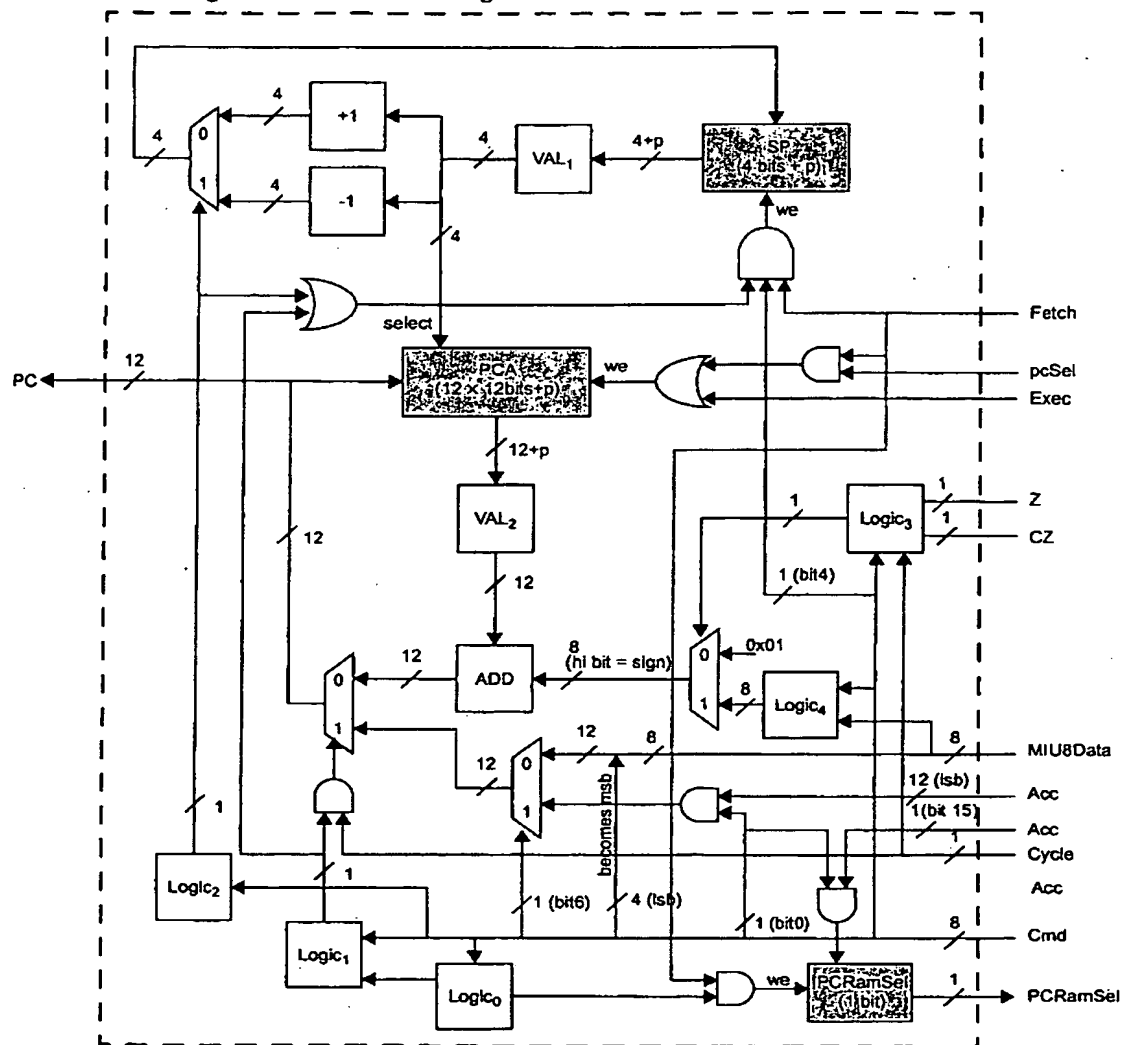 4
+1
0
4
1
4
-1
4
VAL₁
4+p
SP
(4 bits + p)
we
4
select
Fetch
12
PC
PCA
(12 × 12bits+p)
we
pcSel
Exec
12+p
VAL₂
12
12
1
Logic₃
1
Z
1
CZ
1 (bit4)
0
0x01
1
8
Logic₄
8
(hi bit = sign)
ADD
12
0
1
12
0
1
12
8
8
MIU8Data
12 (lsb)
Acc
1(bit 15)
Acc
1
Cycle
becomes msb
1
Logic₂
1
Acc
1 (bit6)
4 (lsb)
1 (bit0)
8
Cmd
Logic₁
Logic₀
we
PCRamSel
(1 bit)
1
PCRamSel